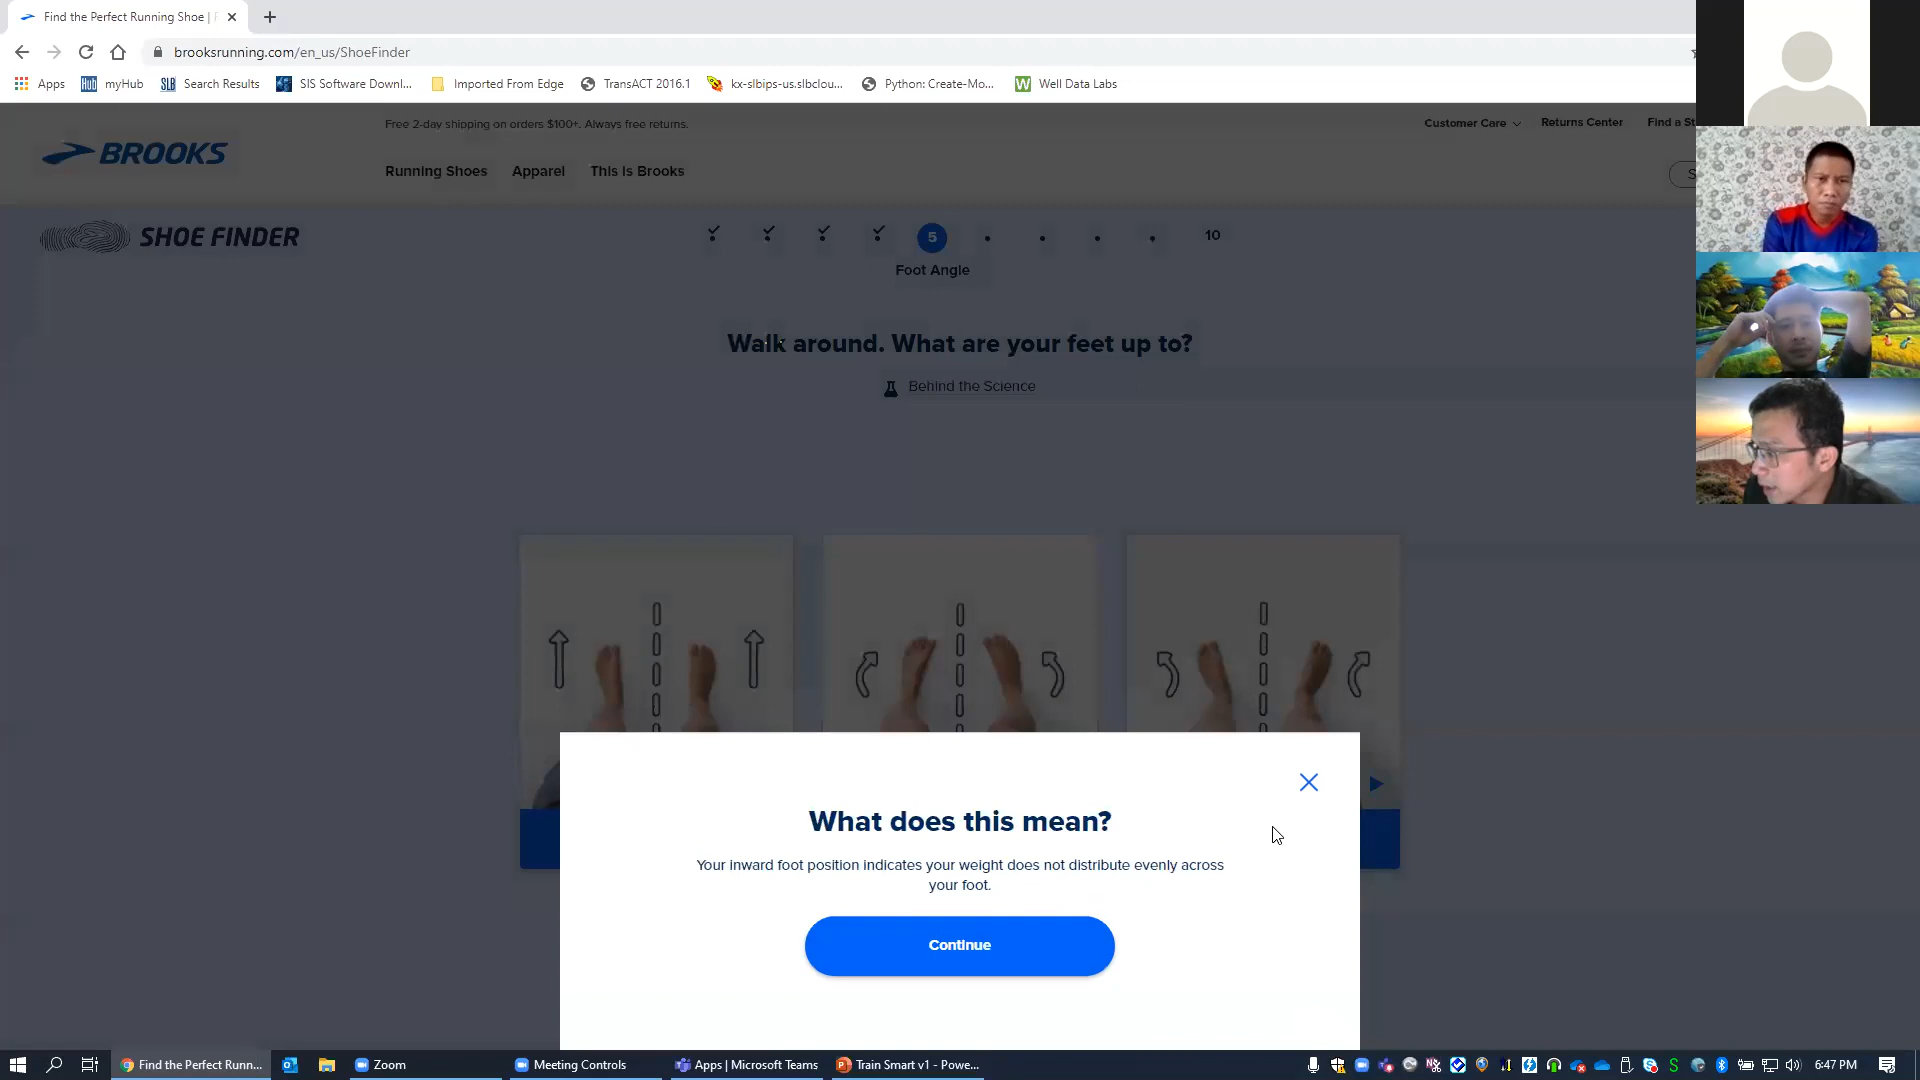 Find the Perfect Running Shoe |
brooksrunning.com/en_us/ShoeFinder
Apps
Hub myHub
SLB Search Results
SIS Software Downl...
Imported From Edge
TransACT 2016.1
kx-slbips-us.slbclou...
Python: Create-Mo...
W Well Data Labs
Free 2-day shipping on orders $100+. Always free returns.
Customer Care
Returns Center
Find a St
BROOKS
Running Shoes
Apparel
This is Brooks
S
SHOE FINDER
5
10
Foot Angle
Walk around. What are your feet up to?
Behind the Science
What does this mean?
Your inward foot position indicates your weight does not distribute evenly across
your foot.
Continue
Find the Perfect Runn...
Zoom
Meeting Controls
Apps | Microsoft Teams
Train Smart v1 - Powe...
6:47 PM